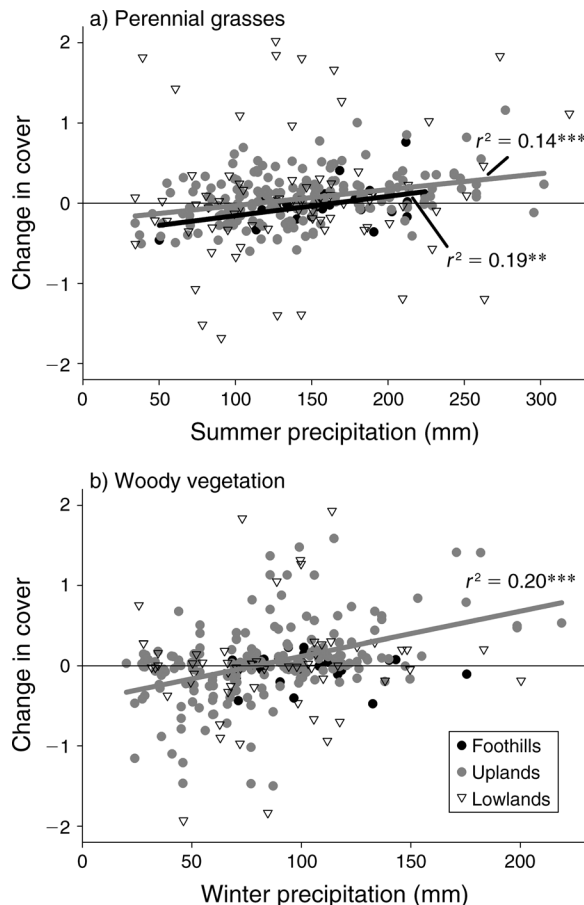 a) Perennial grasses
2
1
0
−1
−2
Change in cover
r² = 0.14***
r² = 0.19**
0
50
100
150
200
250
300
Summer precipitation (mm)
b) Woody vegetation
2
1
0
−1
−2
Change in cover
r² = 0.20***
Foothills
Uplands
Lowlands
0
50
100
150
200
Winter precipitation (mm)